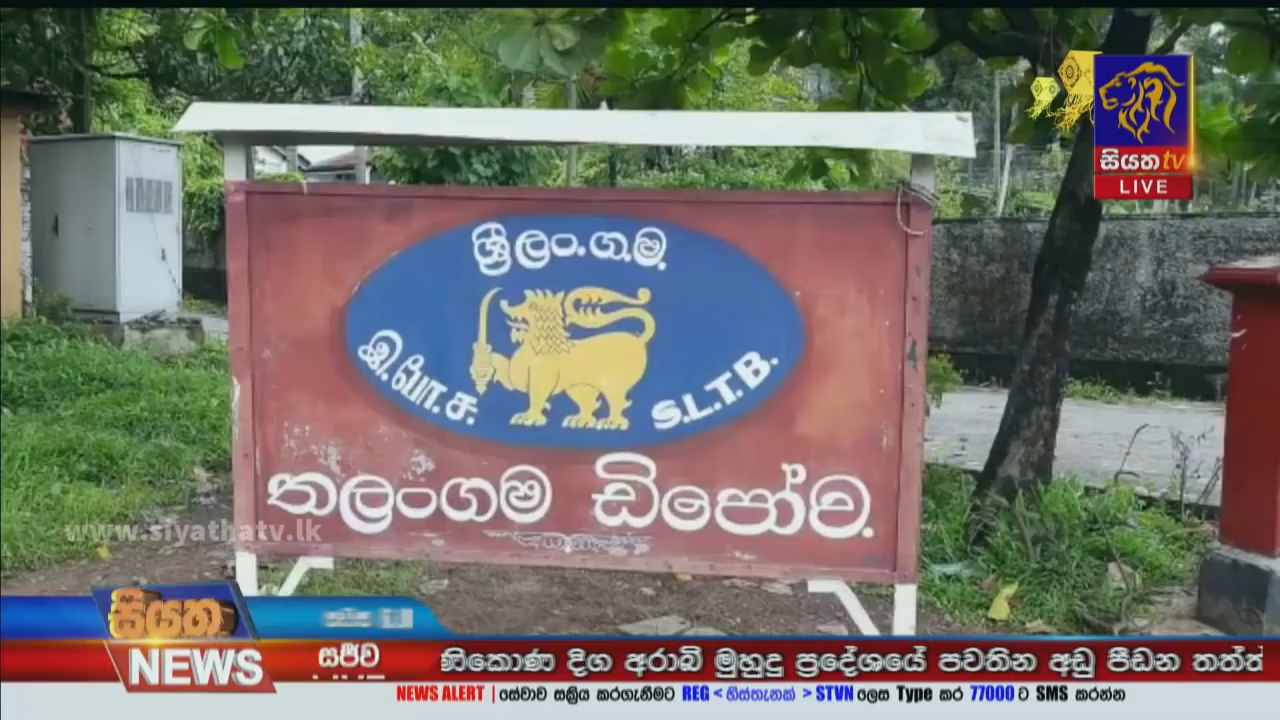 සියත tv
LIVE
ශ්‍රී.ලං.ග.ම.
இ.போ.ச.
S.L.T.B.
තලංගම ඩිපෝව.
www.siyathatv.lk
සියත
NEWS
සජීව
ණිකොණ දිග අරාබි මුහුදු ප්‍රදේශයේ පවතින අඩු පීඩන තත්ත්
NEWS ALERT | සේවාව සක්‍රිය කරගැනීමට REG < හිස්තැනක් > STVN ලෙස Type කර 77000 ට SMS කරන්න